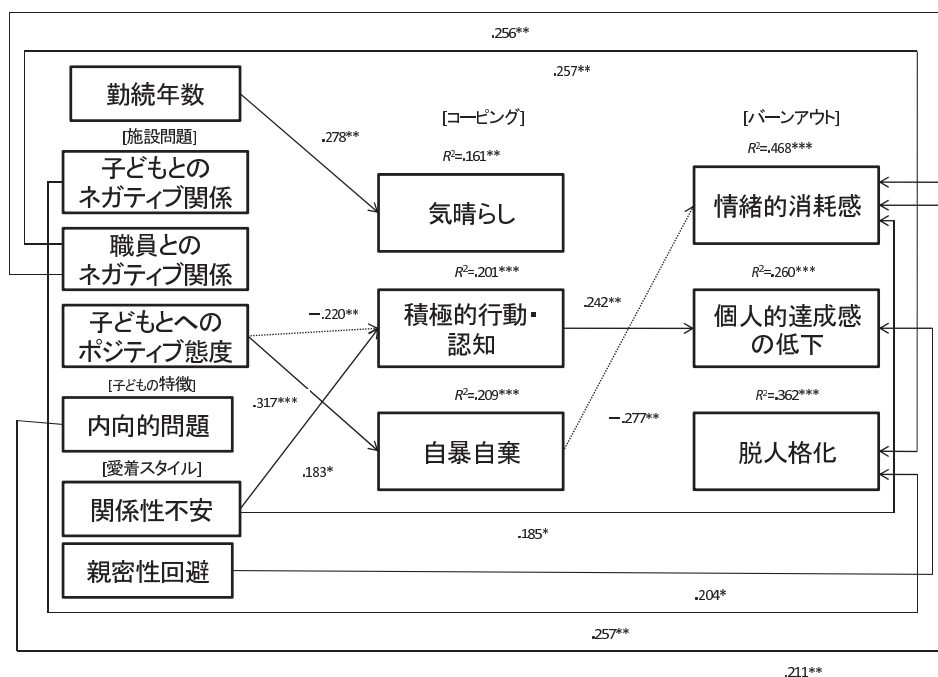 .256**
.257**
勤続年数
[施設問題]
子どもとの
ネガティブ関係
職員との
ネガティブ関係
子どもとへの
ポジティブ態度
[子どもの特徴]
内向的問題
[愛着スタイル]
関係性不安
親密性回避
.278**
－.220**
.317***
.183*
[コーピング]
R²=.161**
気晴らし
R²=.201***
積極的行動・
認知
R²=.209***
自暴自棄
.242**
－.277**
[バーンアウト]
R²=.468***
情緒的消耗感
R²=.260***
個人的達成感
の低下
R²=.362***
脱人格化
.185*
.204*
.257**
.211**